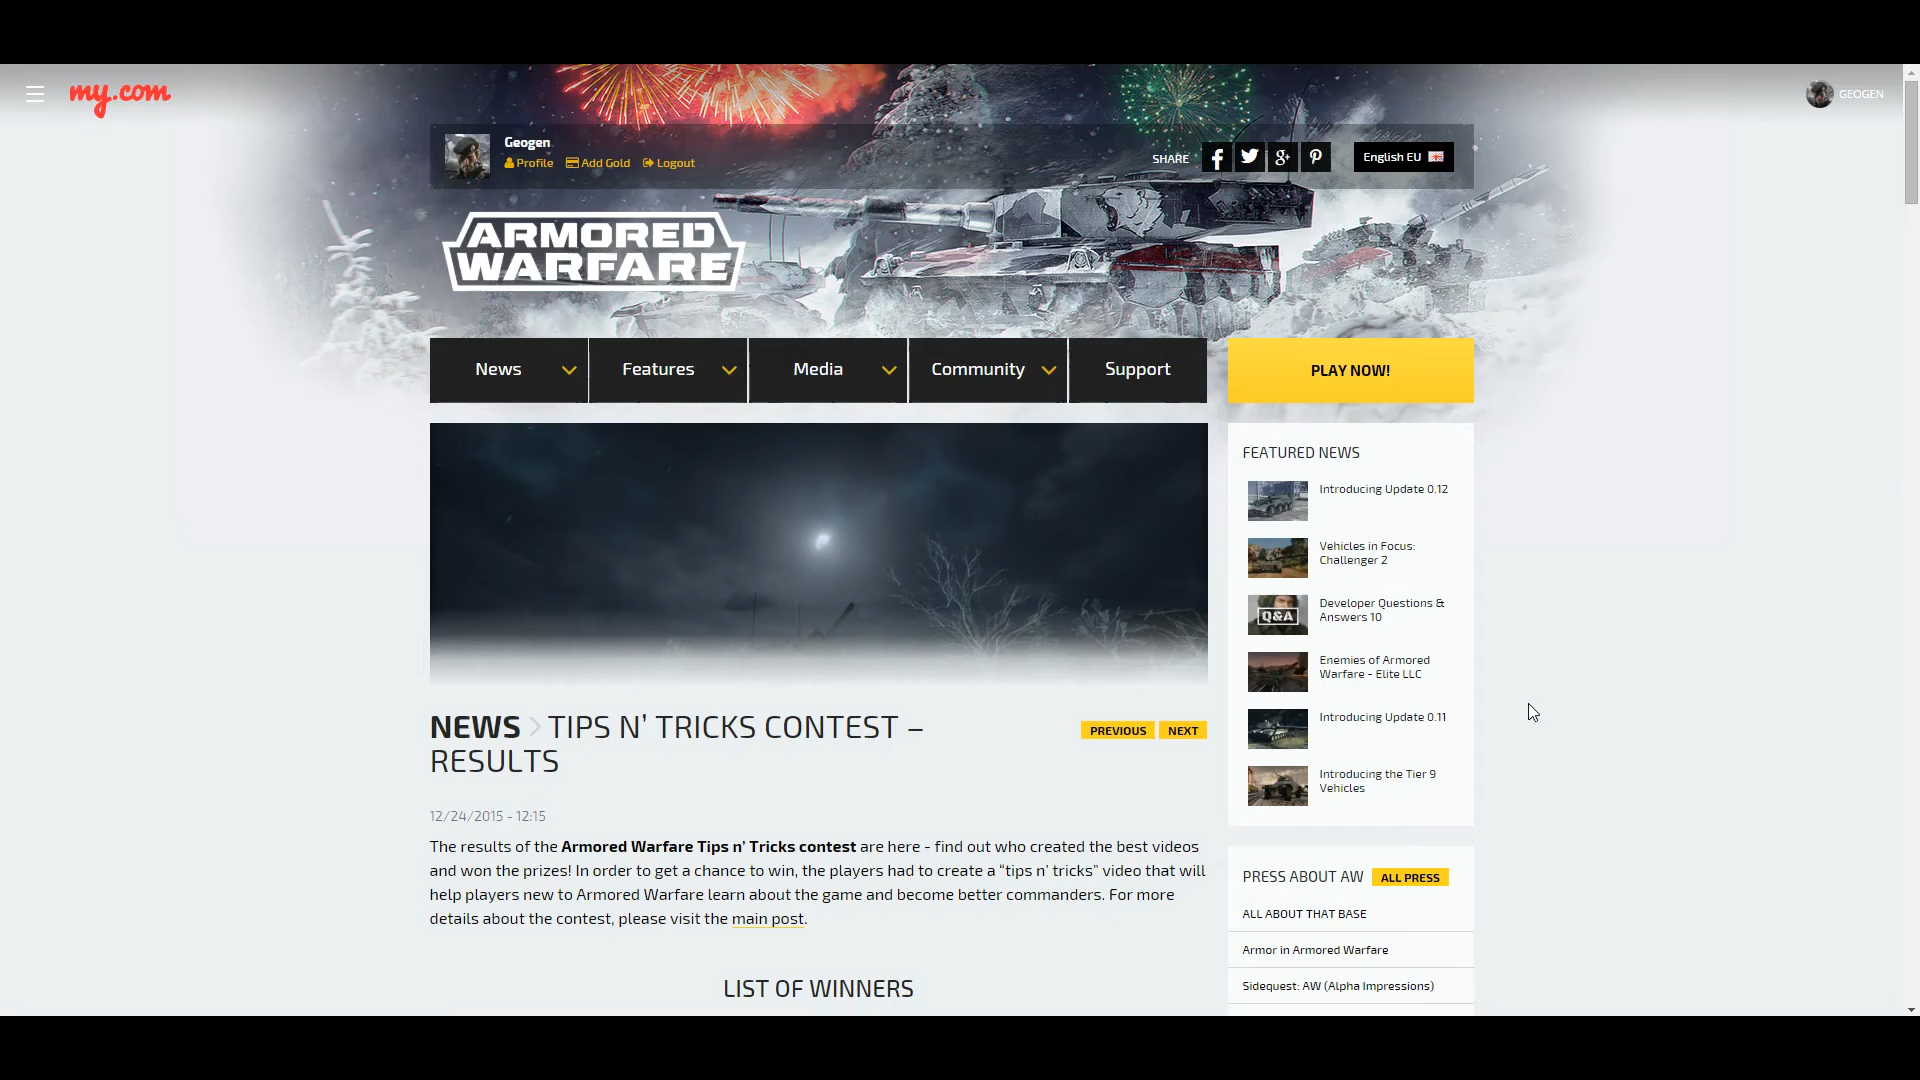 my.com
GEOGEN
Geogen
Profile Add Gold Logout
SHARE
English EU
ARMORED
WARFARE
News
Features
Media
Community
Support
PLAY NOW!
NEWS TIPS N’ TRICKS CONTEST –
RESULTS
PREVIOUS NEXT
12/24/2015 - 12:15
The results of the Armored Warfare Tips n’ Tricks contest are here - find out who created the best videos
and won the prizes! In order to get a chance to win, the players had to create a “tips n’ tricks” video that will
help players new to Armored Warfare learn about the game and become better commanders. For more
details about the contest, please visit the main post.
LIST OF WINNERS
FEATURED NEWS
Introducing Update 0.12
Vehicles in Focus:
Challenger 2
Q&A
Developer Questions &
Answers 10
Enemies of Armored
Warfare - Elite LLC
Introducing Update 0.11
Introducing the Tier 9
Vehicles
PRESS ABOUT AW ALL PRESS
ALL ABOUT THAT BASE
Armor in Armored Warfare
Sidequest: AW (Alpha Impressions)